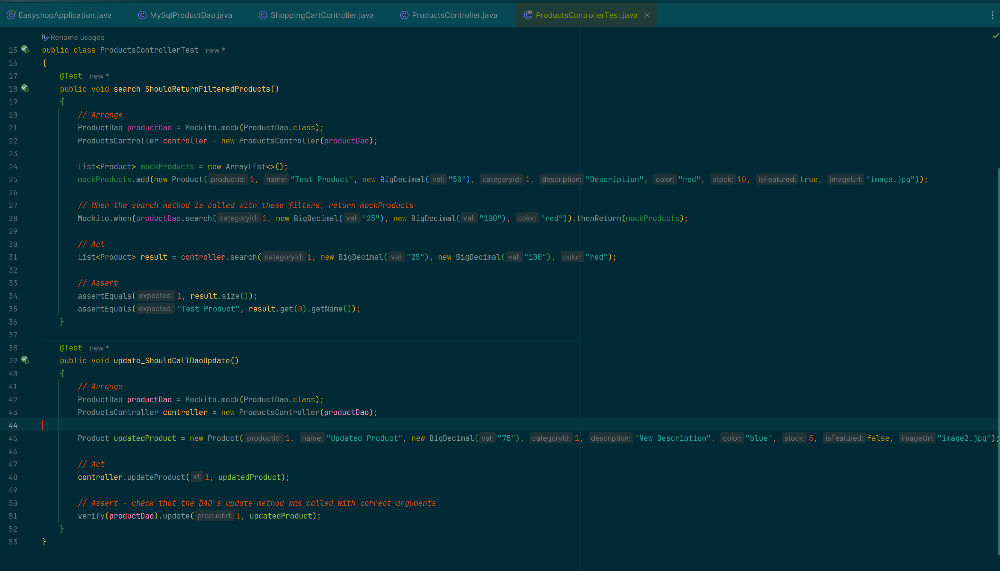 EasyshopApplication.java MySqlProductDao.java ShoppingCartController.java ProductsController.java ProductsControllerTest.java
Rename usages
15 public class ProductsControllerTest new *
16 {
17 @Test new *
18 public void search_ShouldReturnFilteredProducts()
19 {
20 // Arrange
21 ProductDao productDao = Mockito.mock(ProductDao.class);
22 ProductsController controller = new ProductsController(productDao);
23
24 List<Product> mockProducts = new ArrayList<>();
25 mockProducts.add(new Product( productId: 1, name: "Test Product", new BigDecimal( val: "50"), categoryId: 1, description: "Description", color: "red", stock: 10, isFeatured: true, imageUrl: "image.jpg"));
26
27 // When the search method is called with these filters, return mockProducts
28 Mockito.when(productDao.search( categoryId: 1, new BigDecimal( val: "25"), new BigDecimal( val: "100"), color: "red")).thenReturn(mockProducts);
29
30 // Act
31 List<Product> result = controller.search( categoryId: 1, new BigDecimal( val: "25"), new BigDecimal( val: "100"), color: "red");
32
33 // Assert
34 assertEquals( expected: 1, result.size());
35 assertEquals( expected: "Test Product", result.get(0).getName());
36 }
37
38 @Test new *
39 public void update_ShouldCallDaoUpdate()
40 {
41 // Arrange
42 ProductDao productDao = Mockito.mock(ProductDao.class);
43 ProductsController controller = new ProductsController(productDao);
44
45 Product updatedProduct = new Product( productId: 1, name: "Updated Product", new BigDecimal( val: "75"), categoryId: 1, description: "New Description", color: "blue", stock: 5, isFeatured: false, imageUrl: "image2.jpg");
46
47 // Act
48 controller.updateProduct( id: 1, updatedProduct);
49
50 // Assert - check that the DAO's update method was called with correct arguments
51 verify(productDao).update( productId: 1, updatedProduct);
52 }
53 }